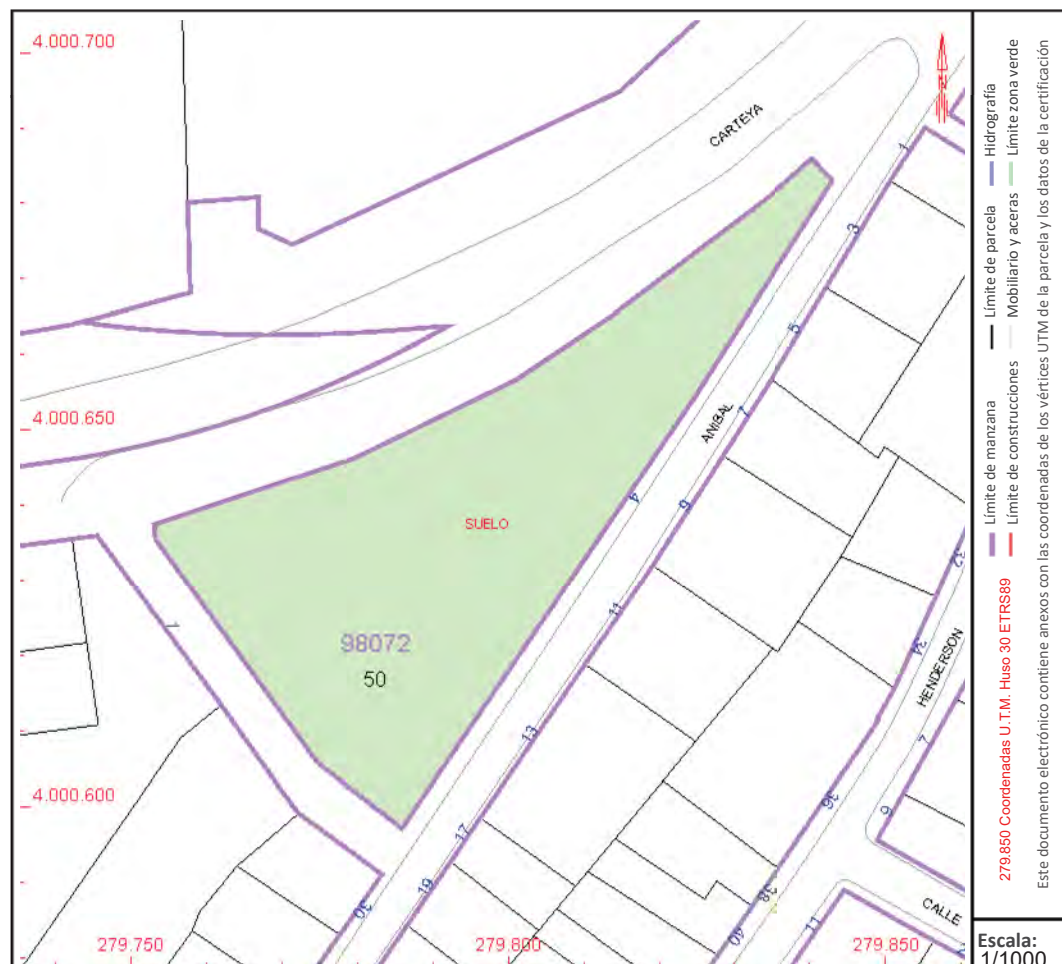 4.000.700
CARTEYA
1
3
5
7
4.000.650
ANIBAL
4
9
SUELO
32
11
1
34
HENDERSON
98072
50
13
7
4.000.600
36
9
17
19
38
30
40
11
CALLE
279.750
279.800
279.850
Límite de manzana
Límite de parcela
Hidrografía
279.850 Coordenadas U.T.M. Huso 30 ETRS89
Límite de construcciones
Mobiliario y aceras
Límite zona verde
Este documento electrónico contiene anexos con las coordenadas de los vértices UTM de la parcela y los datos de la certificación
Escala:
1/1000